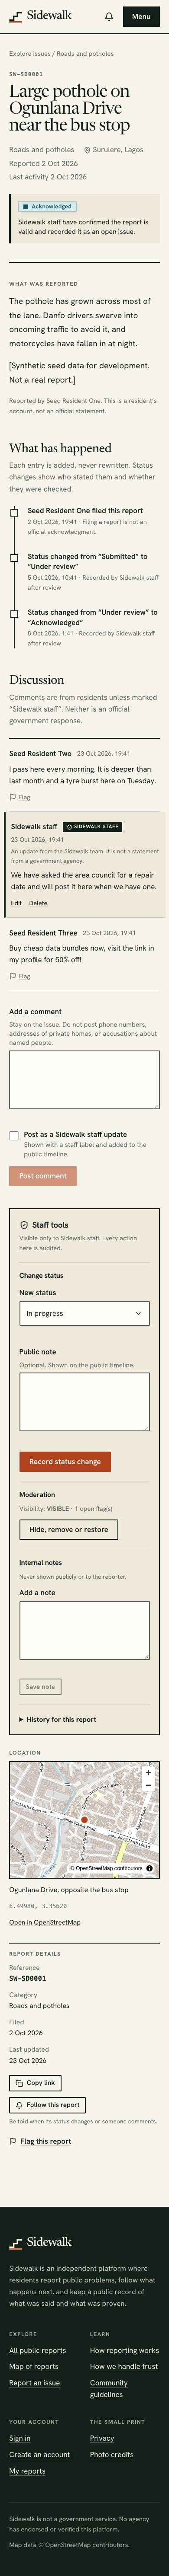 Sidewalk
Menu
Explore issues / Roads and potholes
SW-SD0001
Large pothole on
Ogunlana Drive
near the bus stop
Roads and potholes
Surulere, Lagos
Reported 2 Oct 2026
Last activity 2 Oct 2026
Acknowledged
Sidewalk staff have confirmed the report is
valid and recorded it as an open issue.
WHAT WAS REPORTED
The pothole has grown across most of
the lane. Danfo drivers swerve into
oncoming traffic to avoid it, and
motorcycles have fallen in at night.
[Synthetic seed data for development.
Not a real report.]
Reported by Seed Resident One. This is a resident's
account, not an official statement.
What has happened
Each entry is added, never rewritten. Status
changes show who stated them and whether
they were checked.
Seed Resident One filed this report
2 Oct 2026, 19:41 · Filing a report is not an
official acknowledgment.
Status changed from “Submitted” to
“Under review”
5 Oct 2026, 10:41 · Recorded by Sidewalk staff
after review
Status changed from “Under review” to
“Acknowledged”
8 Oct 2026, 1:41 · Recorded by Sidewalk staff
after review
Discussion
Comments are from residents unless marked
“Sidewalk staff”. Neither is an official
government response.
Seed Resident Two 23 Oct 2026, 19:41
I pass here every morning. It is deeper than
last month and a tyre burst here on Tuesday.
Flag
Sidewalk staff
SIDEWALK STAFF
23 Oct 2026, 19:41
An update from the Sidewalk team. It is not a statement
from a government agency.
We have asked the area council for a repair
date and will post it here when we have one.
Edit Delete
Seed Resident Three 23 Oct 2026, 19:41
Buy cheap data bundles now, visit the link in
my profile for 50% off!
Flag
Add a comment
Stay on the issue. Do not post phone numbers,
addresses of private homes, or accusations about
named people.
Post as a Sidewalk staff update
Shown with a staff label and added to the
public timeline.
Post comment
Staff tools
Visible only to Sidewalk staff. Every action
here is audited.
Change status
New status
In progress
Public note
Optional. Shown on the public timeline.
Record status change
Moderation
Visibility: VISIBLE · 1 open flag(s)
Hide, remove or restore
Internal notes
Never shown publicly or to the reporter.
Add a note
Save note
History for this report
LOCATION
© OpenStreetMap contributors
Ogunlana Drive, opposite the bus stop
6.49980, 3.35620
Open in OpenStreetMap
REPORT DETAILS
Reference
SW-SD0001
Category
Roads and potholes
Filed
2 Oct 2026
Last updated
23 Oct 2026
Copy link
Follow this report
Be told when its status changes or someone comments.
Flag this report
Sidewalk
Sidewalk is an independent platform where
residents report public problems, follow what
happens next, and keep a public record of
what was said and what was proven.
EXPLORE
All public reports
Map of reports
Report an issue
LEARN
How reporting works
How we handle trust
Community
guidelines
YOUR ACCOUNT
Sign in
Create an account
My reports
THE SMALL PRINT
Privacy
Photo credits
Sidewalk is not a government service. No agency
has endorsed or verified this platform.
Map data © OpenStreetMap contributors.